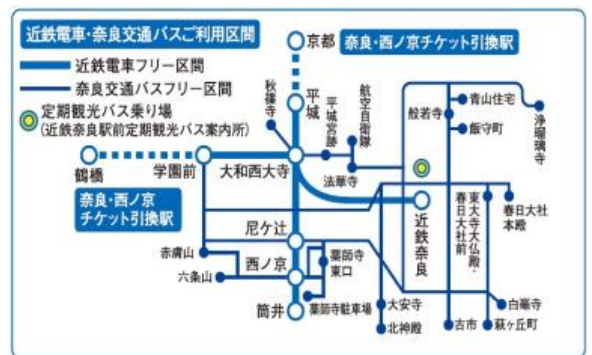 近鉄電車・奈良交通バスご利用区間
近鉄電車フリー区間
奈良交通バスフリー区間
定期観光バス乗り場
(近鉄奈良駅前定期観光バス案内所)
京都
奈良・西ノ京チケット引換駅
平城
秋篠寺
平城宮跡
航空自衛隊
法華寺
般若寺
青山住宅
飯守町
浄瑠璃寺
鶴橋
学園前
大和西大寺
奈良・西ノ京
チケット引換駅
近鉄奈良
東大寺大仏殿・
春日大社前
春日大社
本殿
尼ケ辻
赤膚山
西ノ京
六条山
薬師寺
東口
筒井
薬師寺駐車場
大安寺
北神殿
古市
白毫寺
萩ヶ丘町